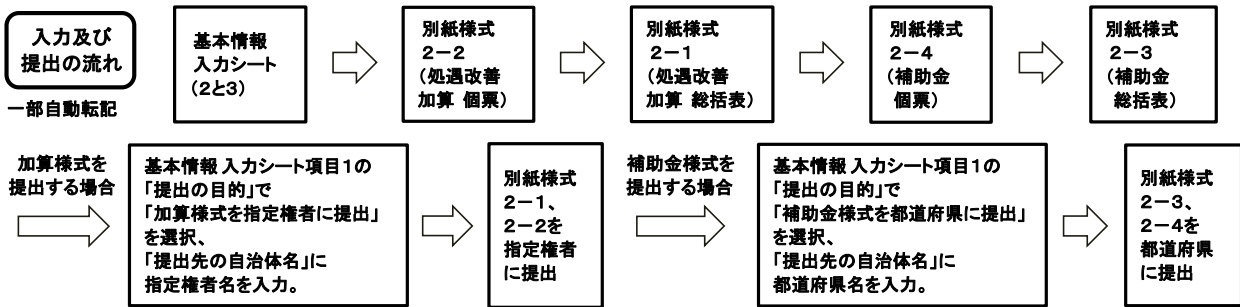 入力及び
提出の流れ
一部自動転記
基本情報
入力シート
(2と3)
別紙様式
2-2
(処遇改善
加算 個票)
別紙様式
2-1
(処遇改善
加算 総括表)
別紙様式
2-4
(補助金
個票)
別紙様式
2-3
(補助金
総括表)
加算様式を
提出する場合
基本情報 入力シート項目1の
「提出の目的」で
「加算様式を指定権者に提出」
を選択、
「提出先の自治体名」に
指定権者名を入力。
別紙様式
2-1、
2-2を
指定権者
に提出
補助金様式を
提出する場合
基本情報 入力シート項目1の
「提出の目的」で
「補助金様式を都道府県に提出」
を選択、
「提出先の自治体名」に
都道府県名を入力。
別紙様式
2-3、
2-4を
都道府県
に提出